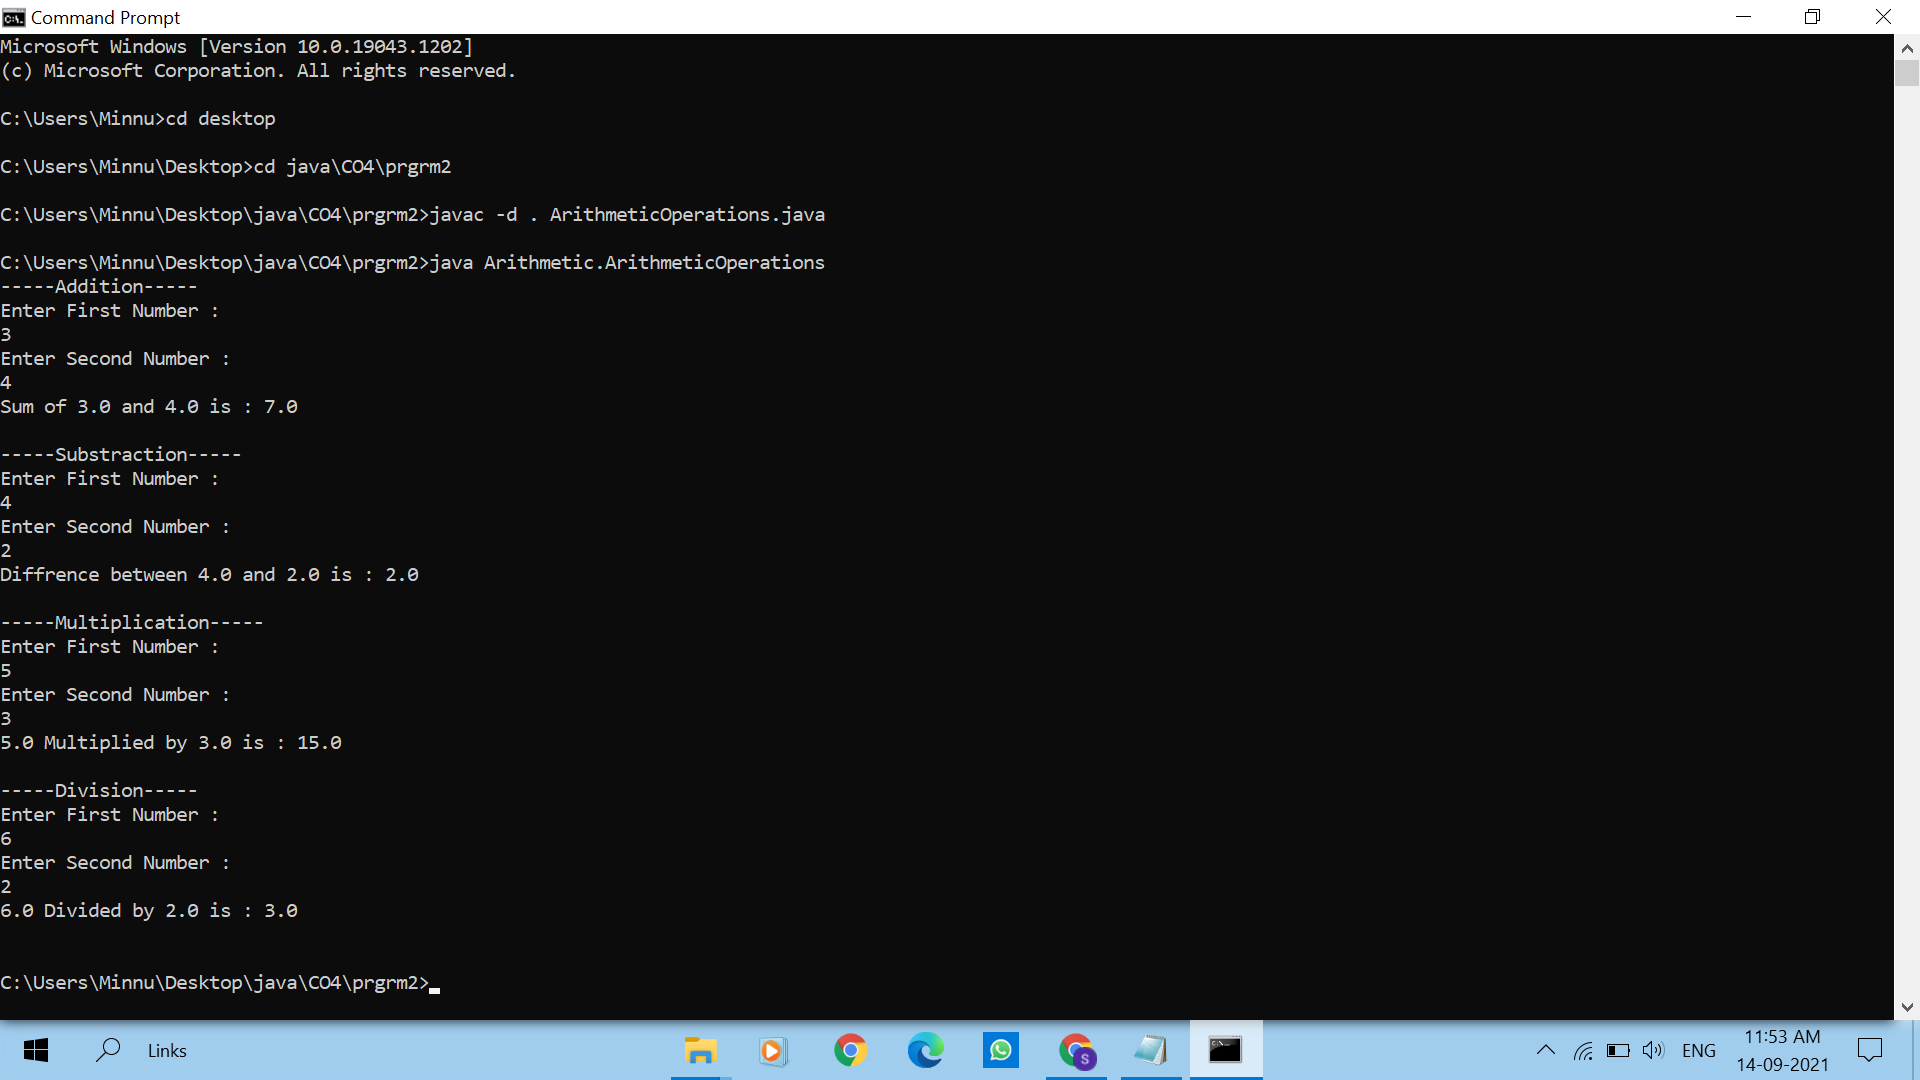 Command Prompt
Microsoft Windows [Version 10.0.19043.1202]
(c) Microsoft Corporation. All rights reserved.
C:\Users\Minnu>cd desktop
C:\Users\Minnu\Desktop>cd java\CO4\prgrm2
C:\Users\Minnu\Desktop\java\CO4\prgrm2>javac -d . ArithmeticOperations.java
C:\Users\Minnu\Desktop\java\CO4\prgrm2>java Arithmetic.ArithmeticOperations
-----Addition-----
Enter First Number :
3
Enter Second Number :
4
Sum of 3.0 and 4.0 is : 7.0
-----Substraction-----
Enter First Number :
4
Enter Second Number :
2
Diffrence between 4.0 and 2.0 is : 2.0
-----Multiplication-----
Enter First Number :
5
Enter Second Number :
3
5.0 Multiplied by 3.0 is : 15.0
-----Division-----
Enter First Number :
6
Enter Second Number :
2
6.0 Divided by 2.0 is : 3.0
C:\Users\Minnu\Desktop\java\CO4\prgrm2>
Links
S
ENG
11:53 AM
14-09-2021